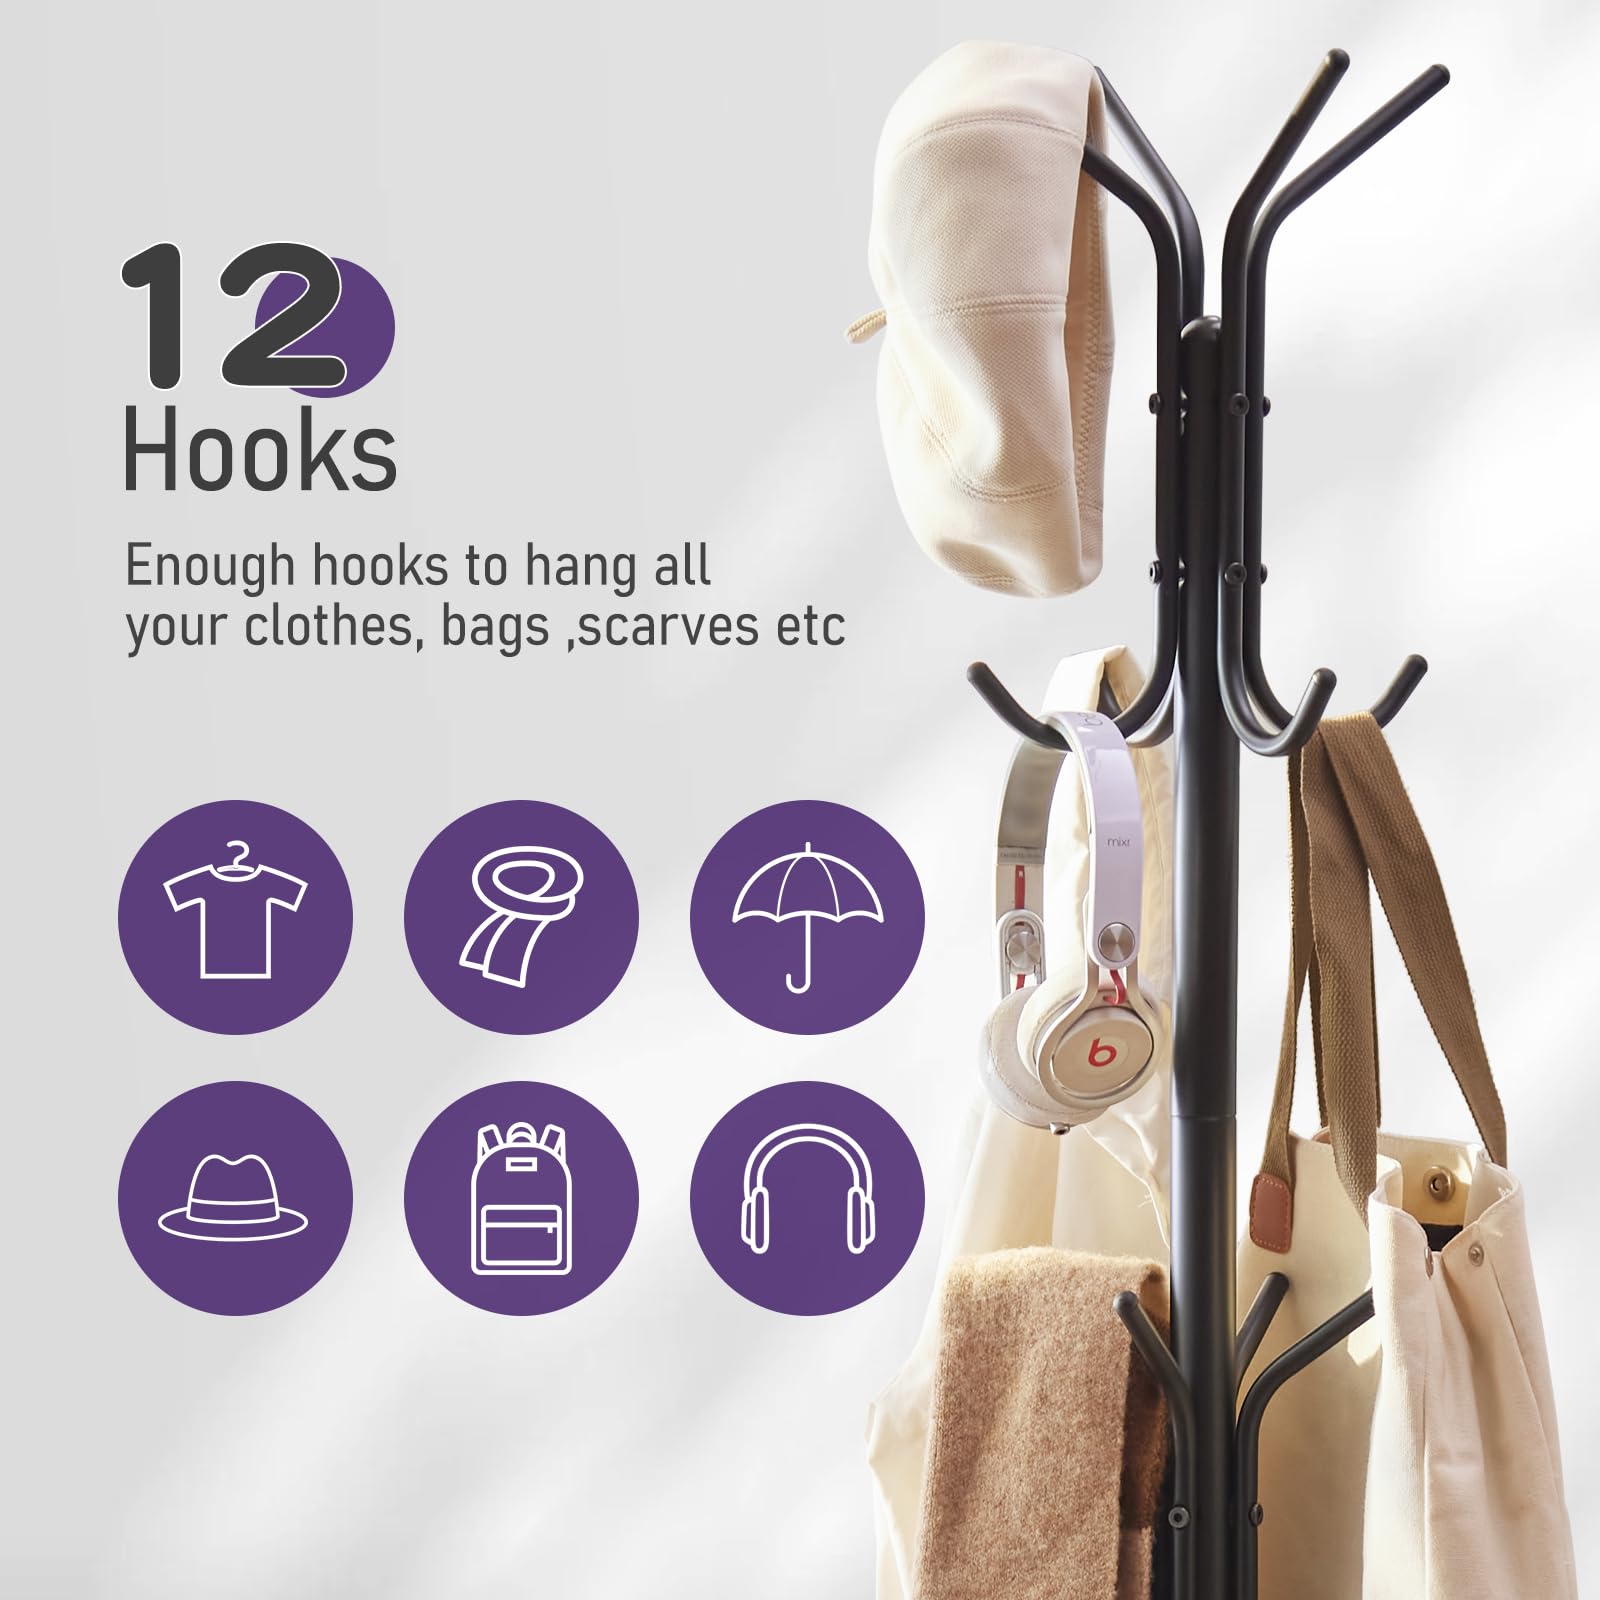 12
Hooks
Enough hooks to hang all
your clothes, bags ,scarves etc
mixr
b